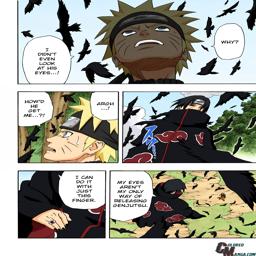 WHY?
I
DIDN'T
EVEN
LOOK
AT HIS
EYES...!
ARGH
...!
HOW'D
HE
GET
ME...?!
I CAN
DO IT
WITH
JUST
THIS
FINGER.
MY EYES
AREN'T
MY ONLY
WAY OF
RELEASING
GENJUTSU.
COLORED
MANGA.COM